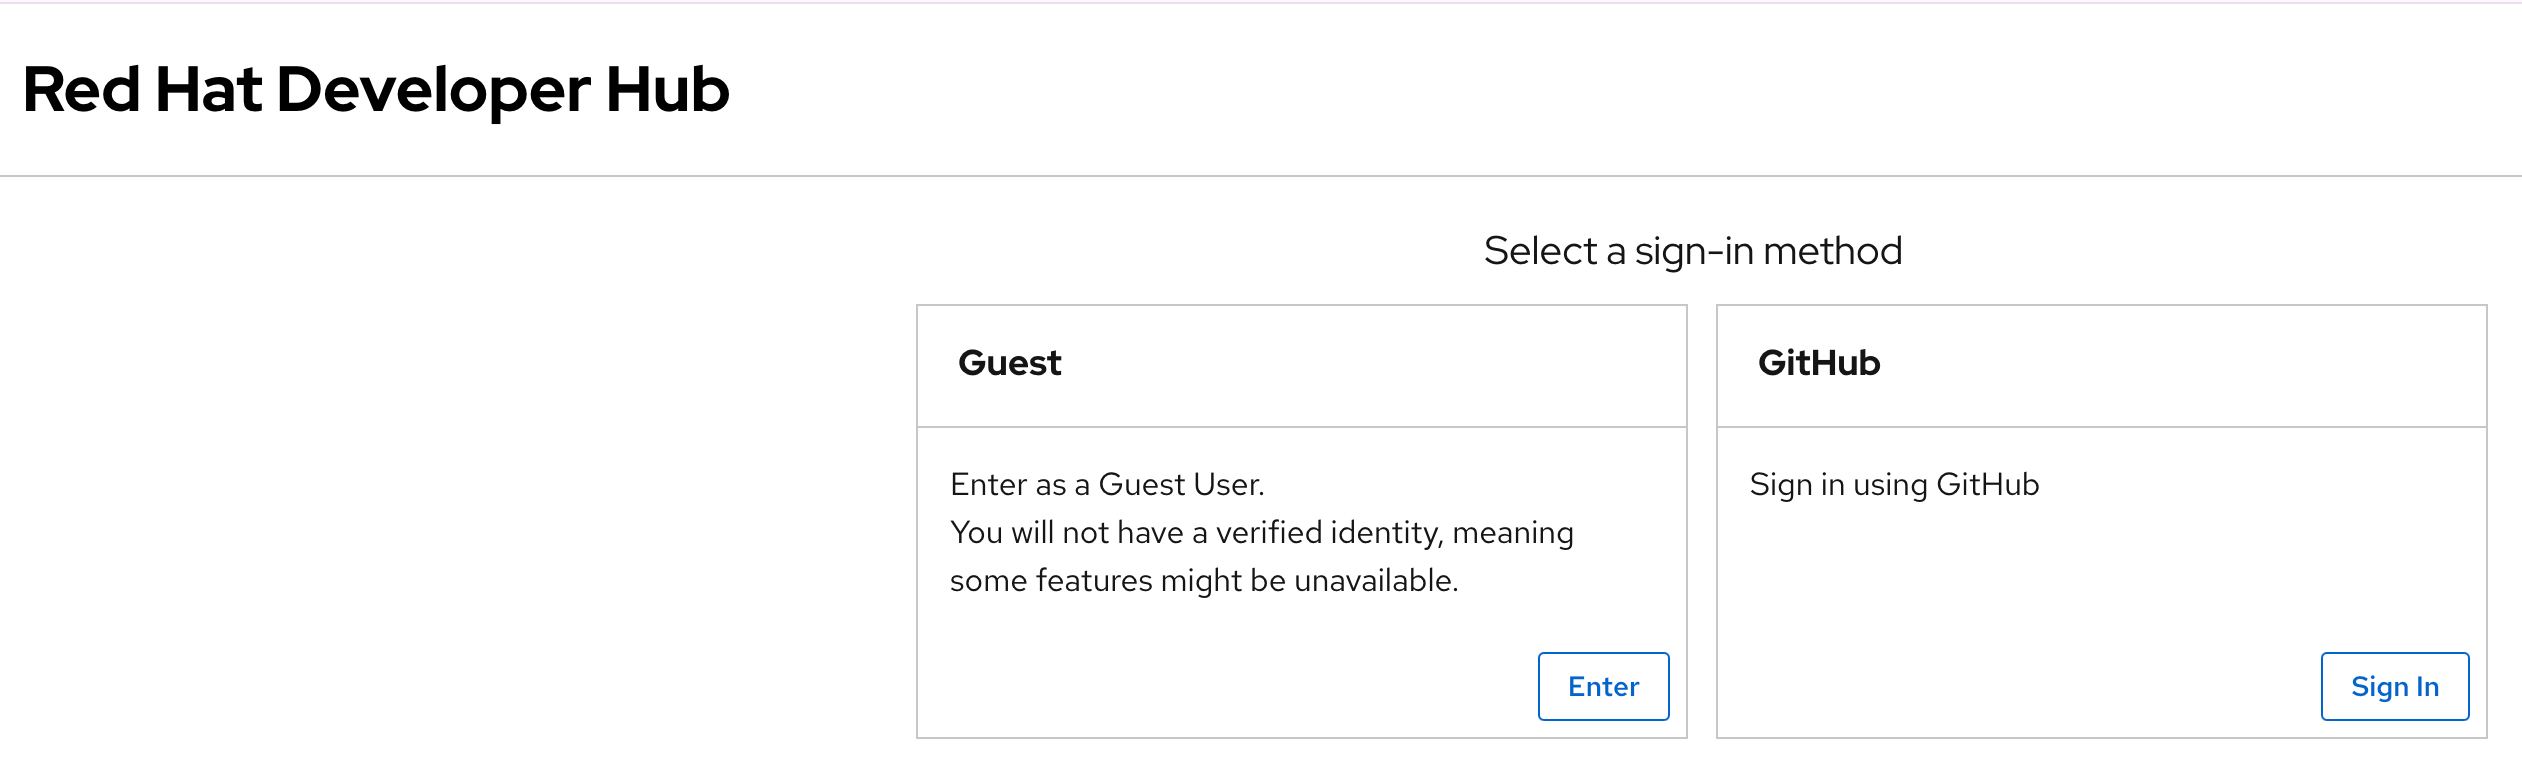 Red Hat Developer Hub
Select a sign-in method
Guest
Enter as a Guest User.
You will not have a verified identity, meaning
some features might be unavailable.
Enter
GitHub
Sign in using GitHub
Sign In